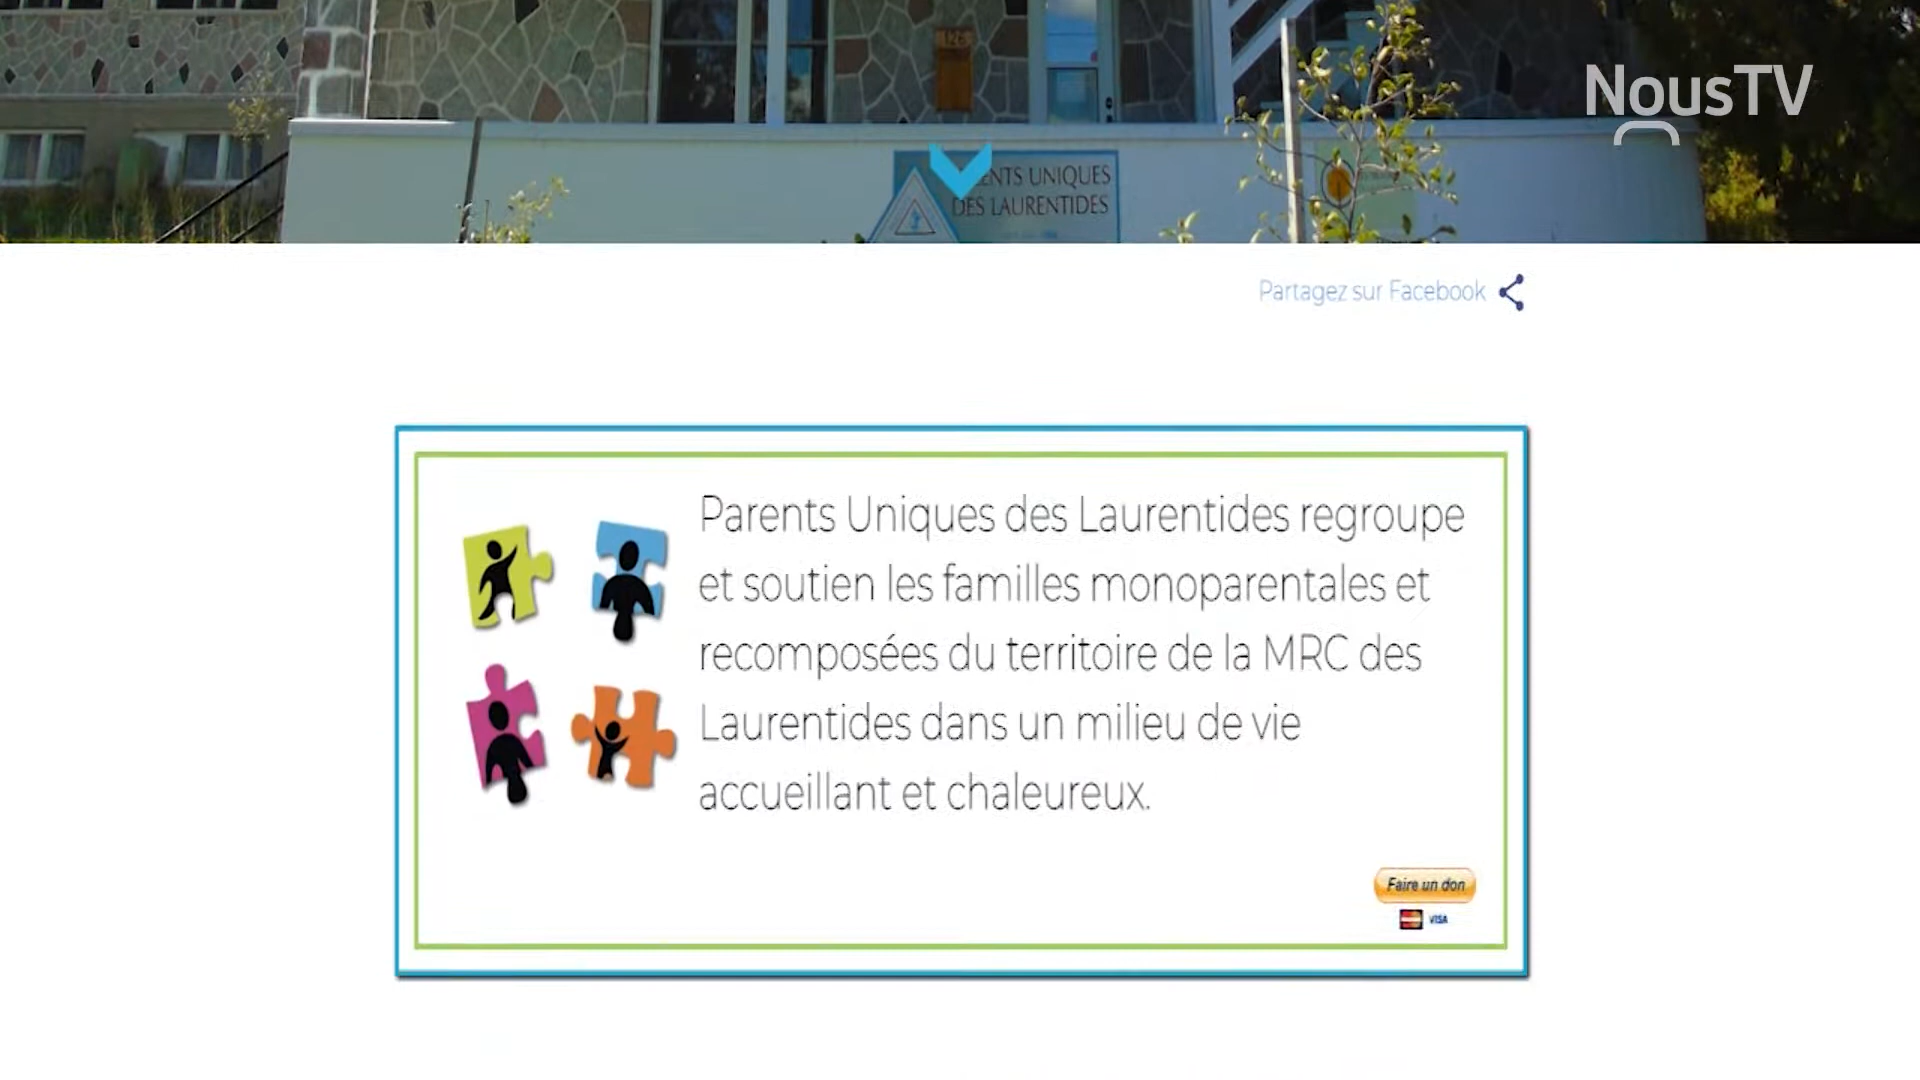 126
NousTV
ENTS UNIQUES
DES LAURENTIDES
Partagez sur Facebook
Parents Uniques des Laurentides regroupe
et soutien les familles monoparentales et
recomposées du territoire de la MRC des
Laurentides dans un milieu de vie
accueillant et chaleureux.
Faire un don
VISA